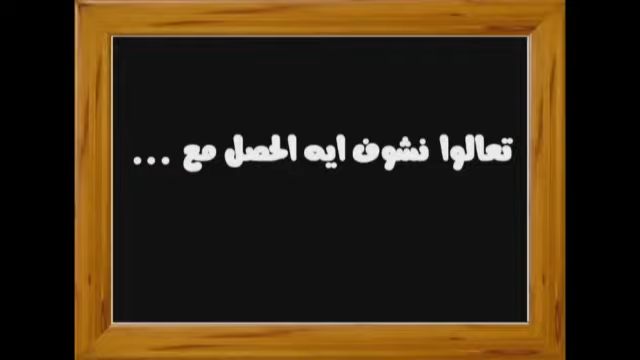 تعالوا نشوف ايه الحصل مع ...